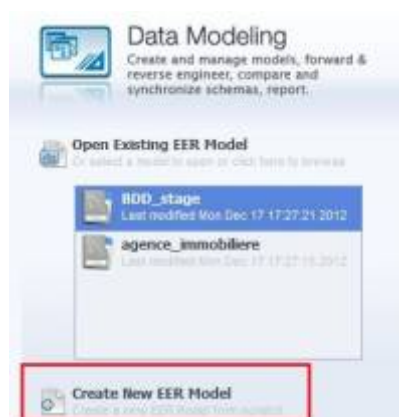 Data Modeling
Create and manage models, forward &
reverse engineer, compare and
synchronize schemas, report.
Open Existing EER Model
Or select a model to open or click here to browse
BDD_stage
Last modified Mon Dec 17 17:27:21 2012
agence_immobiliere
Last modified Mon Dec 17 17:27:15 2012
Create New EER Model
Create a new EER Model from scratch